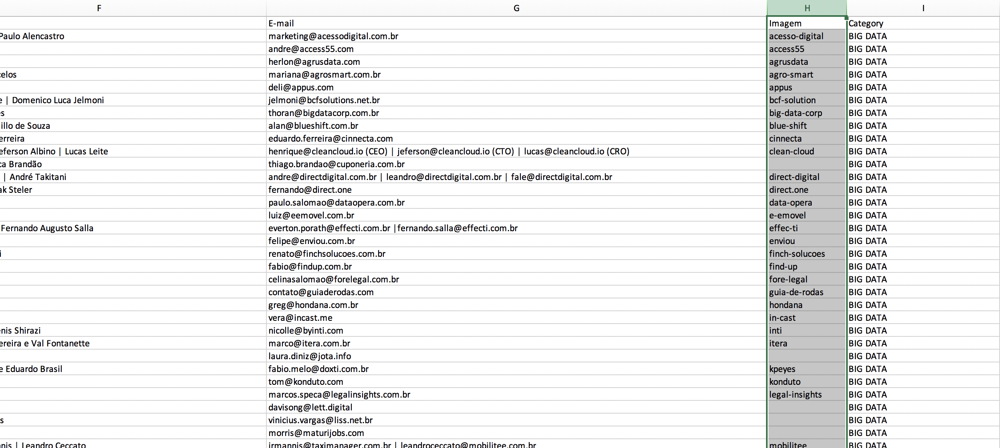 F G H I
E-mail Imagem Category
Paulo Alencastro marketing@acessodigital.com.br acesso-digital BIG DATA
andre@access55.com access55 BIG DATA
herlon@agrusdata.com agrusdata BIG DATA
celos mariana@agrosmart.com.br agro-smart BIG DATA
deli@appus.com appus BIG DATA
e | Domenico Luca Jelmoni jelmoni@bcfsolutions.net.br bcf-solution BIG DATA
es thoran@bigdatacorp.com.br big-data-corp BIG DATA
illo de Souza alan@blueshift.com.br blue-shift BIG DATA
erreira eduardo.ferreira@cinnecta.com cinnecta BIG DATA
eferson Albino | Lucas Leite henrique@cleancloud.io (CEO) | jeferson@cleancloud.io (CTO) | lucas@cleancloud.io (CRO) clean-cloud BIG DATA
ca Brandão thiago.brandao@cuponeria.com.br BIG DATA
| André Takitani andre@directdigital.com.br | leandro@directdigital.com.br | fale@directdigital.com.br direct-digital BIG DATA
ak Steler fernando@direct.one direct.one BIG DATA
paulo.salomao@dataopera.com.br data-opera BIG DATA
luiz@eemovel.com.br e-emovel BIG DATA
Fernando Augusto Salla everton.porath@effecti.com.br |fernando.salla@effecti.com.br effec-ti BIG DATA
felipe@enviou.com.br enviou BIG DATA
i renato@finchsolucoes.com.br finch-solucoes BIG DATA
fabio@findup.com.br find-up BIG DATA
celinasalomao@forelegal.com.br fore-legal BIG DATA
contato@guiaderodas.com guia-de-rodas BIG DATA
greg@hondana.com.br hondana BIG DATA
vera@incast.me in-cast BIG DATA
enis Shirazi nicolle@byinti.com inti BIG DATA
ereira e Val Fontanette marco@itera.com.br itera BIG DATA
laura.diniz@jota.info BIG DATA
e Eduardo Brasil fabio.melo@doxti.com.br kpeyes BIG DATA
tom@konduto.com konduto BIG DATA
marcos.speca@legalinsights.com.br legal-insights BIG DATA
davisong@lett.digital BIG DATA
s vinicius.vargas@liss.net.br BIG DATA
morris@maturijobs.com BIG DATA
nnis | Leandro Ceccato irmannis@taximanager.com.br | leandroceccato@mobilitee.com.br mobilitee BIG DATA